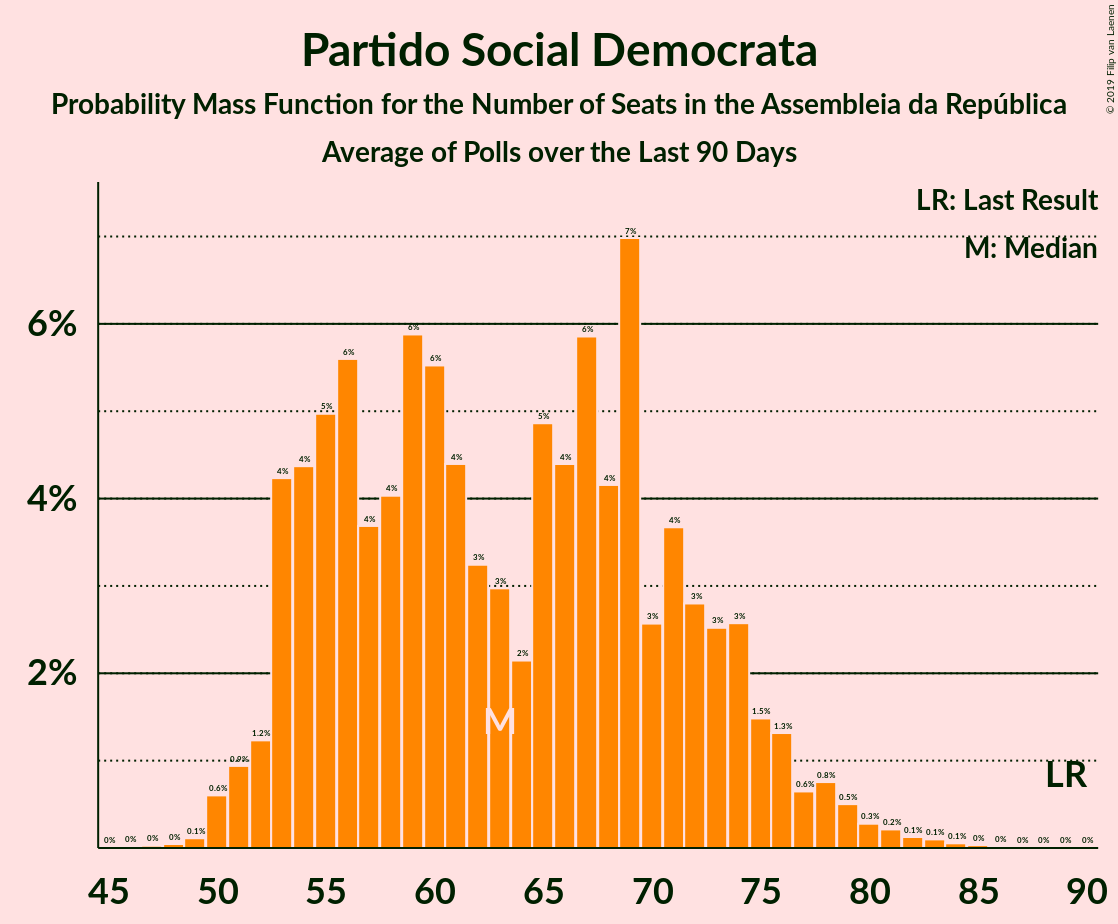 Partido Social Democrata
Probability Mass Function for the Number of Seats in the Assembleia da República
Average of Polls over the Last 90 Days
© 2019 Filip van Laenen
LR: Last Result
M: Median
6%
4%
2%
0% 0% 0% 0% 0.1% 0.6% 0.9% 1.2% 4% 4% 5% 6% 4% 4% 6% 6% 4% 3% 3% 2% 5% 4% 6% 4% 7% 3% 4% 3% 3% 3% 1.5% 1.3% 0.6% 0.8% 0.5% 0.3% 0.2% 0.1% 0.1% 0.1% 0% 0% 0% 0% 0% 0%
M
LR
45 50 55 60 65 70 75 80 85 90